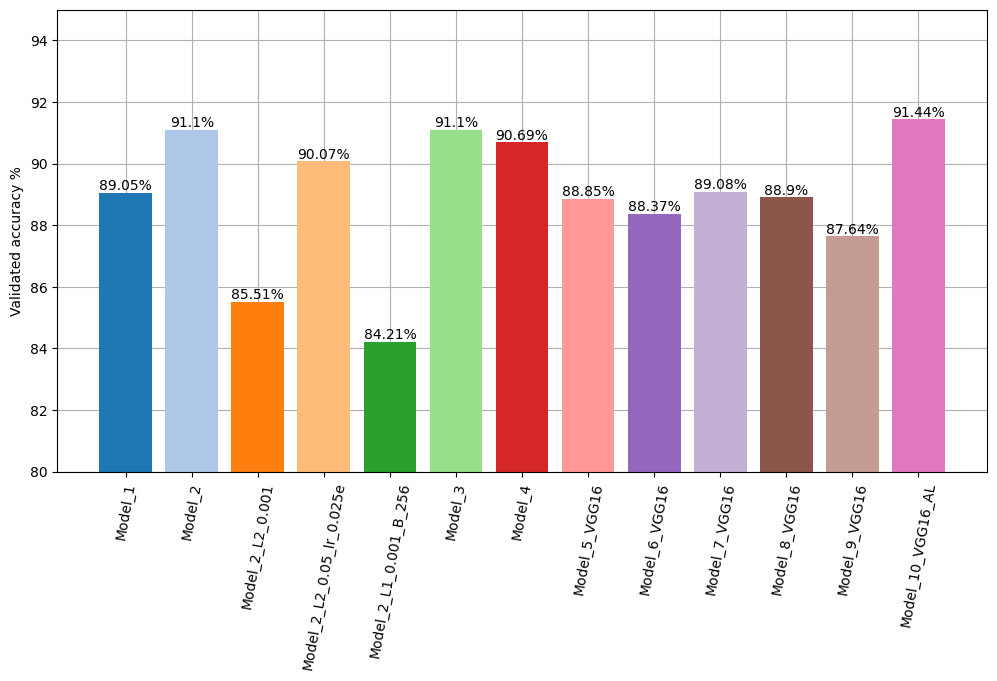 Validated accuracy %
94
92
90
88
86
84
82
80
89.05%
91.1%
85.51%
90.07%
84.21%
91.1%
90.69%
88.85%
88.37%
89.08%
88.9%
87.64%
91.44%
Model_1
Model_2
Model_2_L2_0.001
Model_2_L2_0.05_lr_0.025e
Model_2_L1_0.001_B_256
Model_3
Model_4
Model_5_VGG16
Model_6_VGG16
Model_7_VGG16
Model_8_VGG16
Model_9_VGG16
Model_10_VGG16_AL